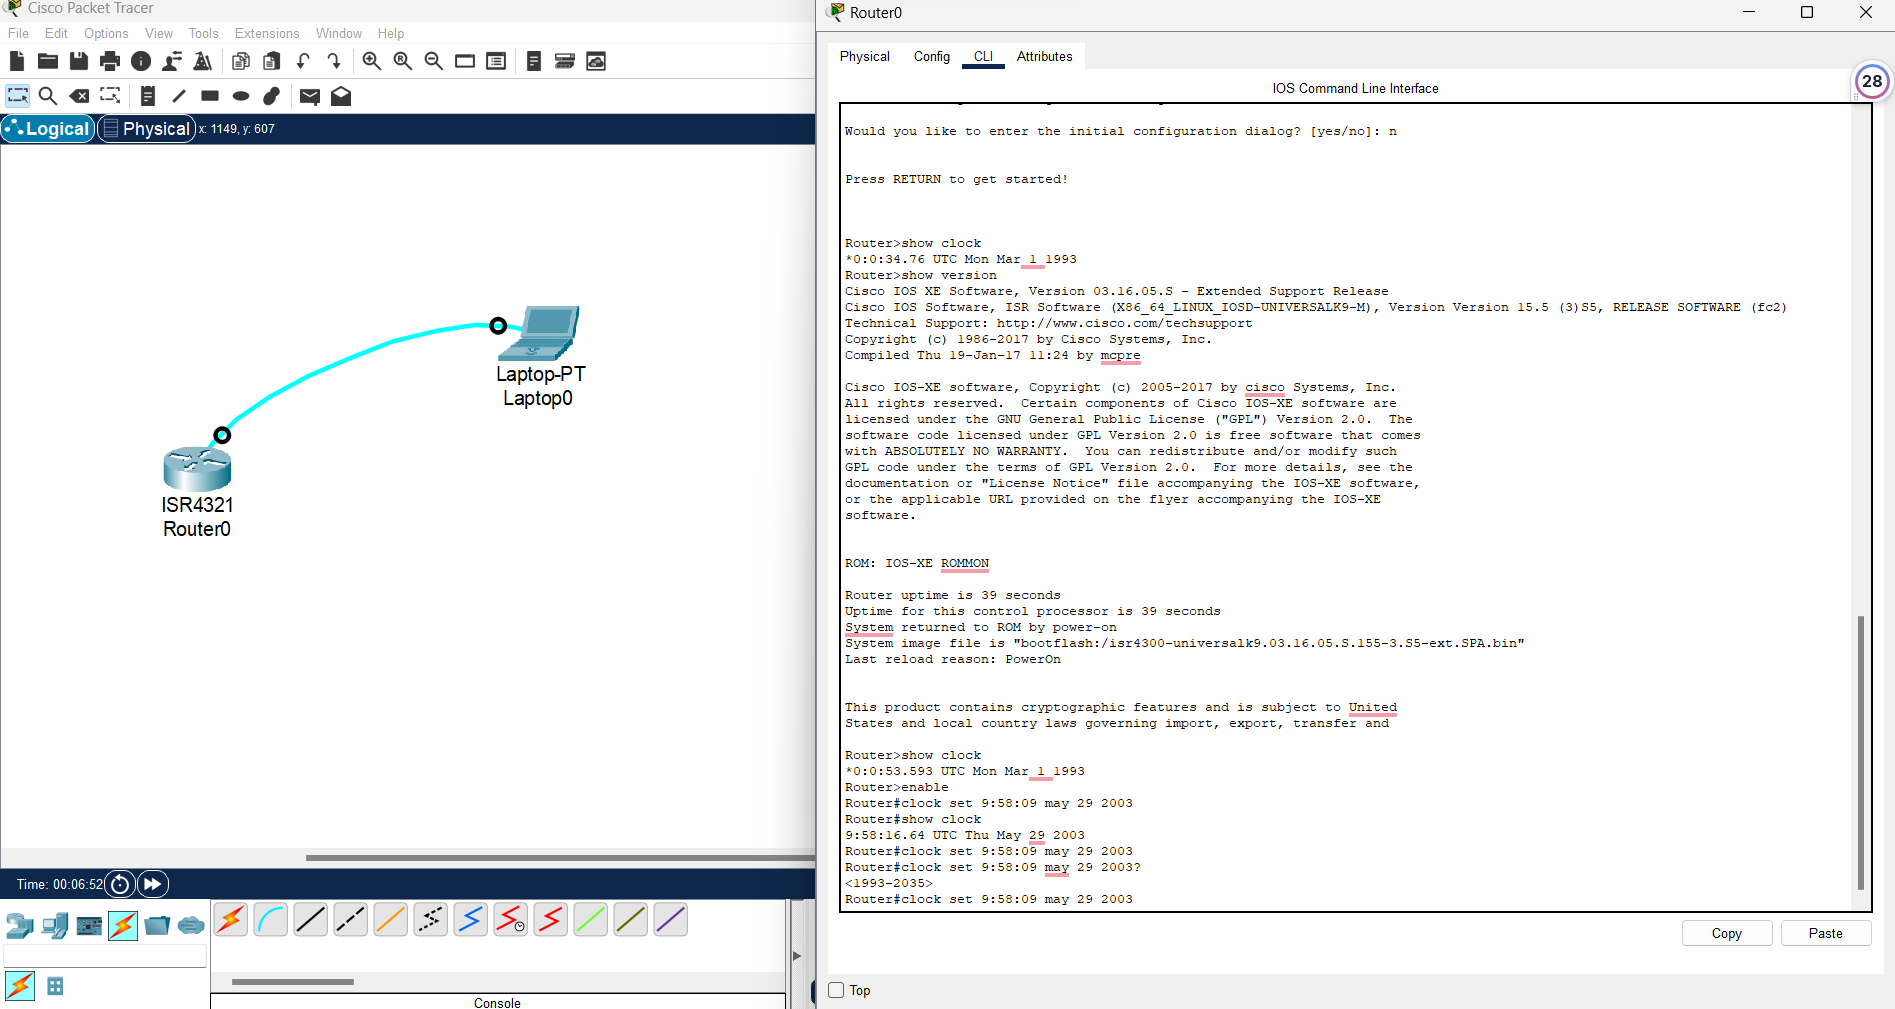 Cisco Packet Tracer
File Edit Options View Tools Extensions Window Help
Logical Physical x: 1149, y: 607
Laptop-PT
Laptop0
ISR4321
Router0
Time: 00:06:52
Console
Router0
Physical Config CLI Attributes
28
IOS Command Line Interface
Would you like to enter the initial configuration dialog? [yes/no]: n
Press RETURN to get started!
Router>show clock
*0:0:34.76 UTC Mon Mar 1 1993
Router>show version
Cisco IOS XE Software, Version 03.16.05.S - Extended Support Release
Cisco IOS Software, ISR Software (X86_64_LINUX_IOSD-UNIVERSALK9-M), Version Version 15.5 (3)S5, RELEASE SOFTWARE (fc2)
Technical Support: http://www.cisco.com/techsupport
Copyright (c) 1986-2017 by Cisco Systems, Inc.
Compiled Thu 19-Jan-17 11:24 by mcpre
Cisco IOS-XE software, Copyright (c) 2005-2017 by cisco Systems, Inc.
All rights reserved.  Certain components of Cisco IOS-XE software are
licensed under the GNU General Public License ("GPL") Version 2.0.  The
software code licensed under GPL Version 2.0 is free software that comes
with ABSOLUTELY NO WARRANTY.  You can redistribute and/or modify such
GPL code under the terms of GPL Version 2.0.  For more details, see the
documentation or "License Notice" file accompanying the IOS-XE software,
or the applicable URL provided on the flyer accompanying the IOS-XE
software.
ROM: IOS-XE ROMMON
Router uptime is 39 seconds
Uptime for this control processor is 39 seconds
System returned to ROM by power-on
System image file is "bootflash:/isr4300-universalk9.03.16.05.S.155-3.S5-ext.SPA.bin"
Last reload reason: PowerOn
This product contains cryptographic features and is subject to United
States and local country laws governing import, export, transfer and
Router>show clock
*0:0:53.593 UTC Mon Mar 1 1993
Router>enable
Router#clock set 9:58:09 may 29 2003
Router#show clock
9:58:16.64 UTC Thu May 29 2003
Router#clock set 9:58:09 may 29 2003
Router#clock set 9:58:09 may 29 2003?
<1993-2035>
Router#clock set 9:58:09 may 29 2003
Copy Paste
Top